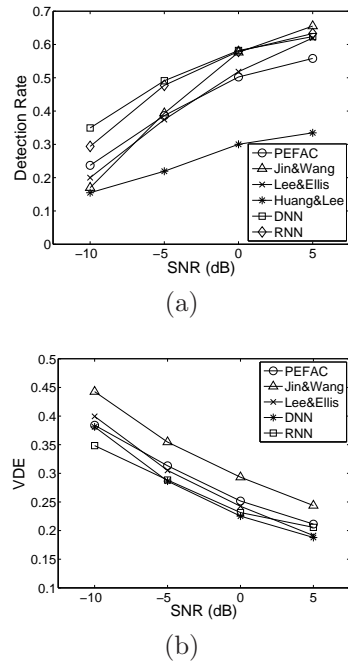 0.7
0.6
0.5
0.4
0.3
0.2
0.1
0
Detection Rate
PEFAC
Jin&Wang
Lee&Ellis
Huang&Lee
DNN
RNN
−10 −5 0 5
SNR (dB)
(a)
0.5
0.45
0.4
0.35
0.3
0.25
0.2
0.15
0.1
VDE
PEFAC
Jin&Wang
Lee&Ellis
DNN
RNN
−10 −5 0 5
SNR (dB)
(b)